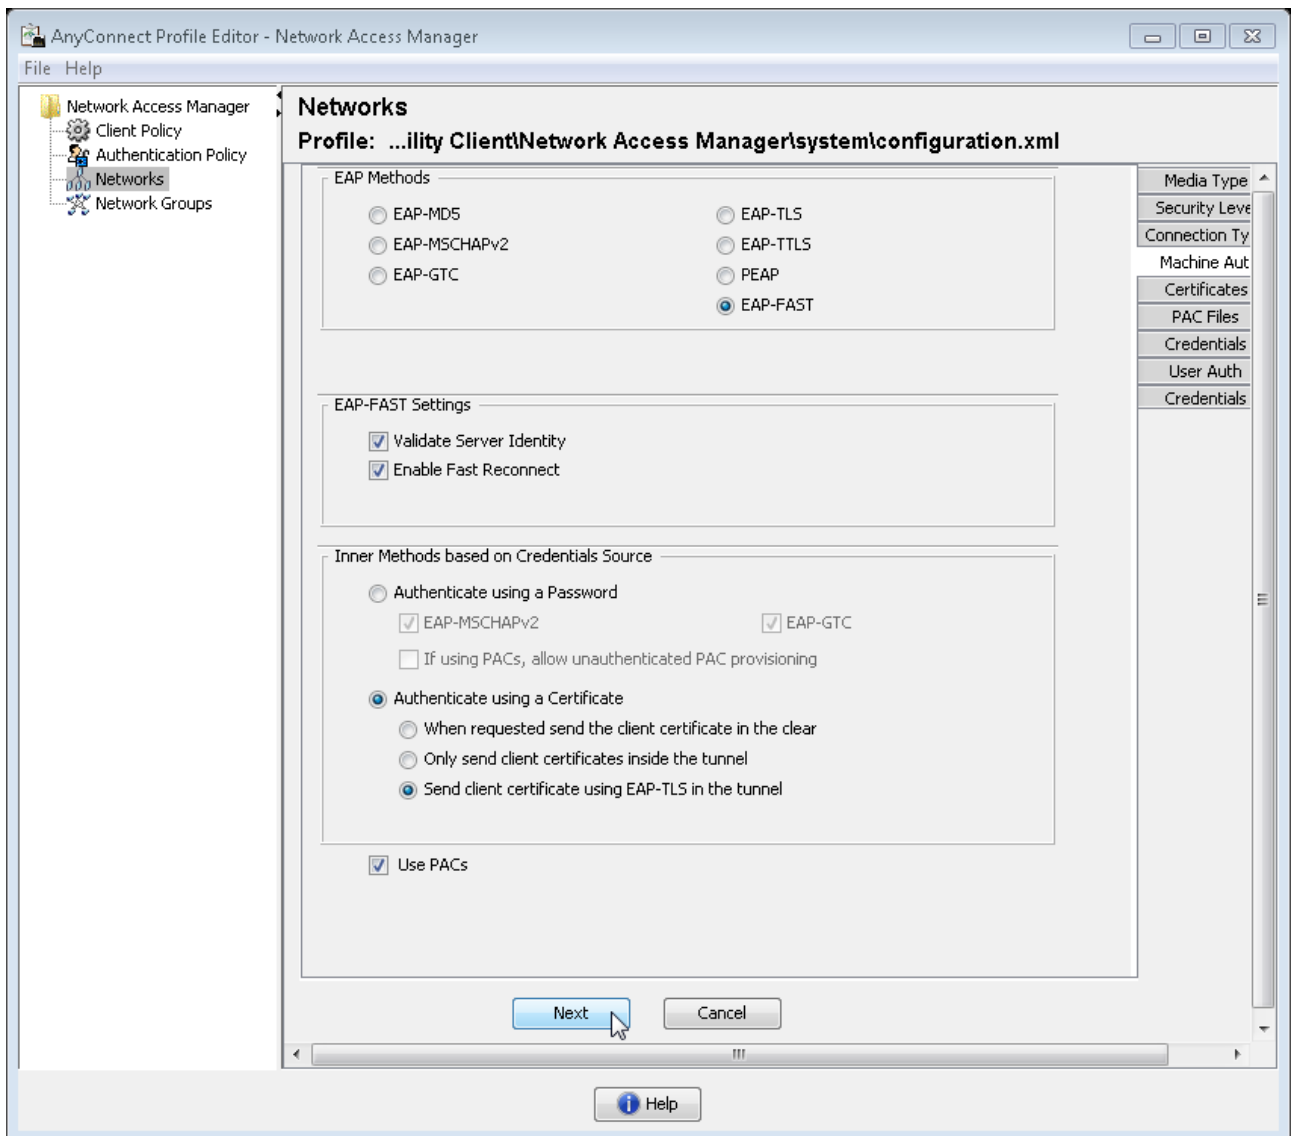 AnyConnect Profile Editor - Network Access Manager
File Help
Network Access Manager
Client Policy
Authentication Policy
Networks
Network Groups
Networks
Profile: ...ility Client\Network Access Manager\system\configuration.xml
EAP Methods
EAP-MD5
EAP-TLS
EAP-MSCHAPv2
EAP-TTLS
EAP-GTC
PEAP
EAP-FAST
EAP-FAST Settings
Validate Server Identity
Enable Fast Reconnect
Inner Methods based on Credentials Source
Authenticate using a Password
EAP-MSCHAPv2
EAP-GTC
If using PACs, allow unauthenticated PAC provisioning
Authenticate using a Certificate
When requested send the client certificate in the clear
Only send client certificates inside the tunnel
Send client certificate using EAP-TLS in the tunnel
Use PACs
Media Type
Security Leve
Connection Ty
Machine Aut
Certificates
PAC Files
Credentials
User Auth
Credentials
Next
Cancel
Help